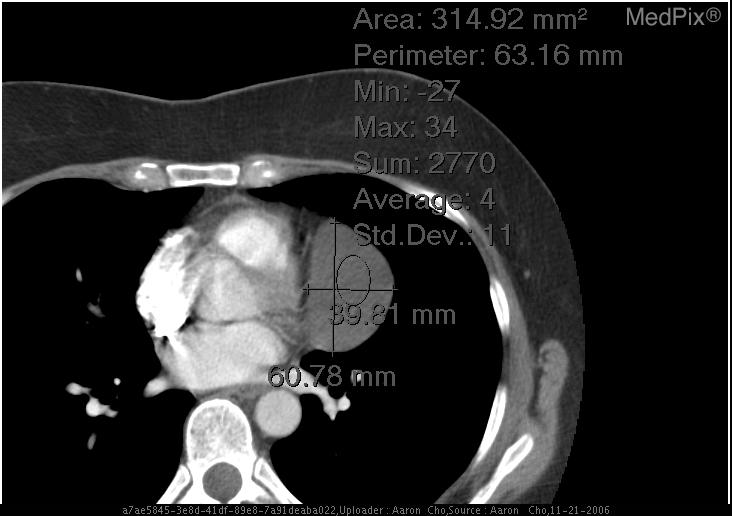 Area: 314.92 mm²
MedPix®
Perimeter: 63.16 mm
Min: -27
Max: 34
Sum: 2770
Average: 4
Std.Dev.: 11
39.81 mm
60.78 mm
a7ae5845-3e8d-41df-89e8-7a91deaba022,Uploader : Aaron Cho,Source : Aaron Cho,11-21-2006